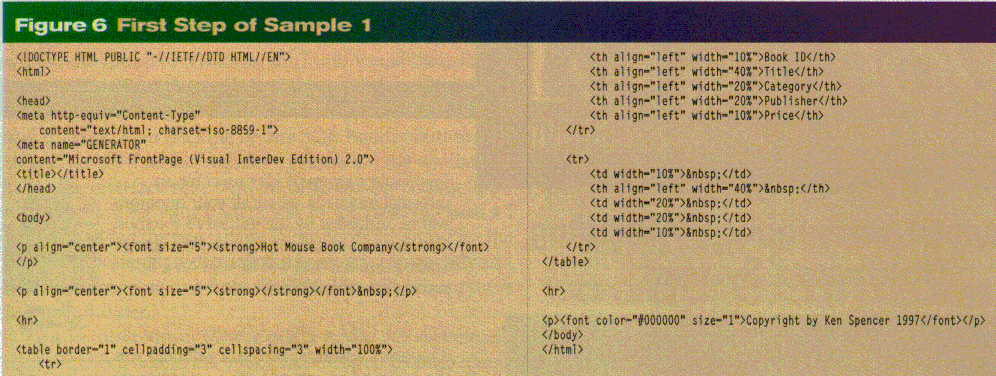 Figure 6 First Step of Sample 1
<!DOCTYPE HTML PUBLIC "-//IETF//DTD HTML//EN">
<html>
<head>
<meta http-equiv="Content-Type"
content="text/html; charset=iso-8859-1">
<meta name="GENERATOR"
content="Microsoft FrontPage (Visual InterDev Edition) 2.0">
<title></title>
</head>
<body>
<p align="center"><font size="5"><strong>Hot Mouse Book Company</strong></font>
</p>
<p align="center"><font size="5"><strong></strong></font>&nbsp;</p>
<hr>
<table border="1" cellpadding="3" cellspacing="3" width="100%">
<tr>
<th align="left" width="10%">Book ID</th>
<th align="left" width="40%">Title</th>
<th align="left" width="20%">Category</th>
<th align="left" width="20%">Publisher</th>
<th align="left" width="10%">Price</th>
</tr>
<tr>
<td width="10%">&nbsp;</td>
<th align="left" width="40%">&nbsp;</th>
<td width="20%">&nbsp;</td>
<td width="20%">&nbsp;</td>
<td width="10%">&nbsp;</td>
</tr>
</table>
<hr>
<p><font color="#000000" size="1">Copyright by Ken Spencer 1997</font></p>
</body>
</html>